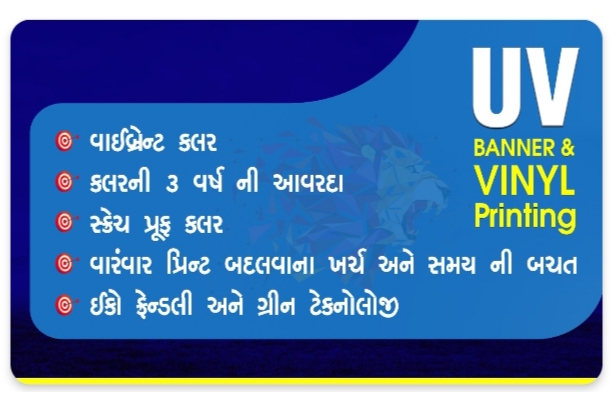 UV
BANNER &
VINYL
Printing
વાઈબ્રેન્ટ કલર
કલરની ૩ વર્ષ ની આવરદા
સ્ક્રેચ પ્રૂફ કલર
વારંવાર પ્રિન્ટ બદલવાના ખર્ચ અને સમય ની બચત
ઈકો ફ્રેન્ડલી અને ગ્રીન ટેકનોલોજી